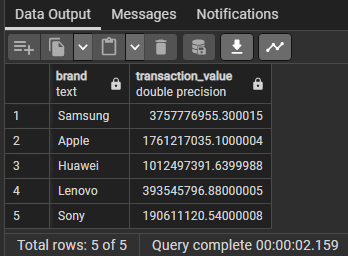 Data Output Messages Notifications
brand text transaction_value double precision
1 Samsung 3757776955.300015
2 Apple 1761217035.1000004
3 Huawei 1012497391.6399988
4 Lenovo 393545796.88000005
5 Sony 190611120.54000008
Total rows: 5 of 5 Query complete 00:00:02.159